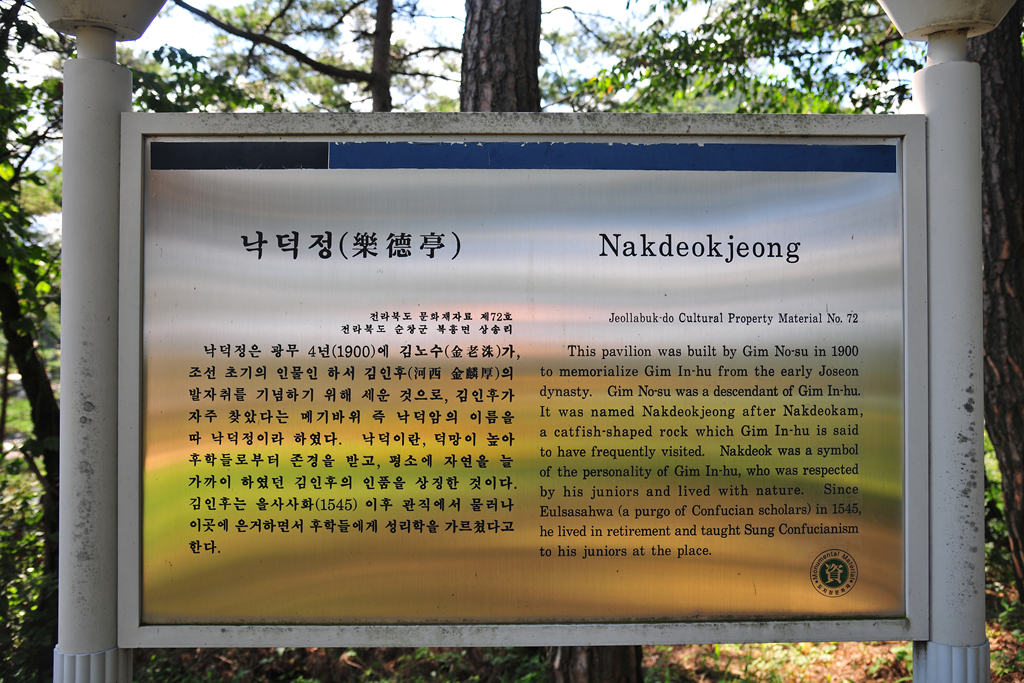 낙덕정(樂德亭)
전라북도 문화재자료 제72호
전라북도 순창군 복흥면 상송리
낙덕정은 광무 4년(1900)에 김노수(金老洙)가,
조선 초기의 인물인 하서 김인후(河西 金麟厚)의
발자취를 기념하기 위해 세운 것으로, 김인후가
자주 찾았다는 메기바위 즉 낙덕암의 이름을
따 낙덕정이라 하였다. 낙덕이란, 덕망이 높아
후학들로부터 존경을 받고, 평소에 자연을 늘
가까이 하였던 김인후의 인품을 상징한 것이다.
김인후는 을사사화(1545) 이후 관직에서 물러나
이곳에 은거하면서 후학들에게 성리학을 가르쳤다고
한다.
Nakdeokjeong
Jeollabuk-do Cultural Property Material No. 72
This pavilion was built by Gim No-su in 1900
to memorialize Gim In-hu from the early Joseon
dynasty. Gim No-su was a descendant of Gim In-hu.
It was named Nakdeokjeong after Nakdeokam,
a catfish-shaped rock which Gim In-hu is said
to have frequently visited. Nakdeok was a symbol
of the personality of Gim In-hu, who was respected
by his juniors and lived with nature. Since
Eulsasahwa (a purgo of Confucian scholars) in 1545,
he lived in retirement and taught Sung Confucianism
to his juniors at the place.
Monumental Material
資